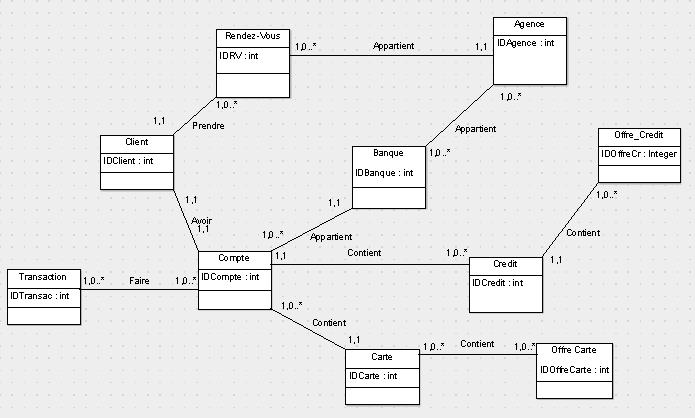 Agence
IDAgence : int
Rendez-Vous
IDRV : int
1,0..*
Appartient
1,1
1,0..*
1,0..*
Prendre
1,1
Appartient
1,0..*
Client
IDClient : int
Banque
IDBanque : int
Offre_Credit
IDOffreCr : Integer
1,0..*
1,1
Avoir
1,1
1,1
1,0..*
Appartient
Contient
1,1
Compte
IDCompte : int
1,1
Contient
1,0..*
Credit
IDCredit : int
Transaction
IDTransac : int
1,0..*
Faire
1,0..*
1,0..*
Contient
1,1
Carte
IDCarte : int
1,0..*
Contient
1,0..*
Offre Carte
IDOffreCarte : int